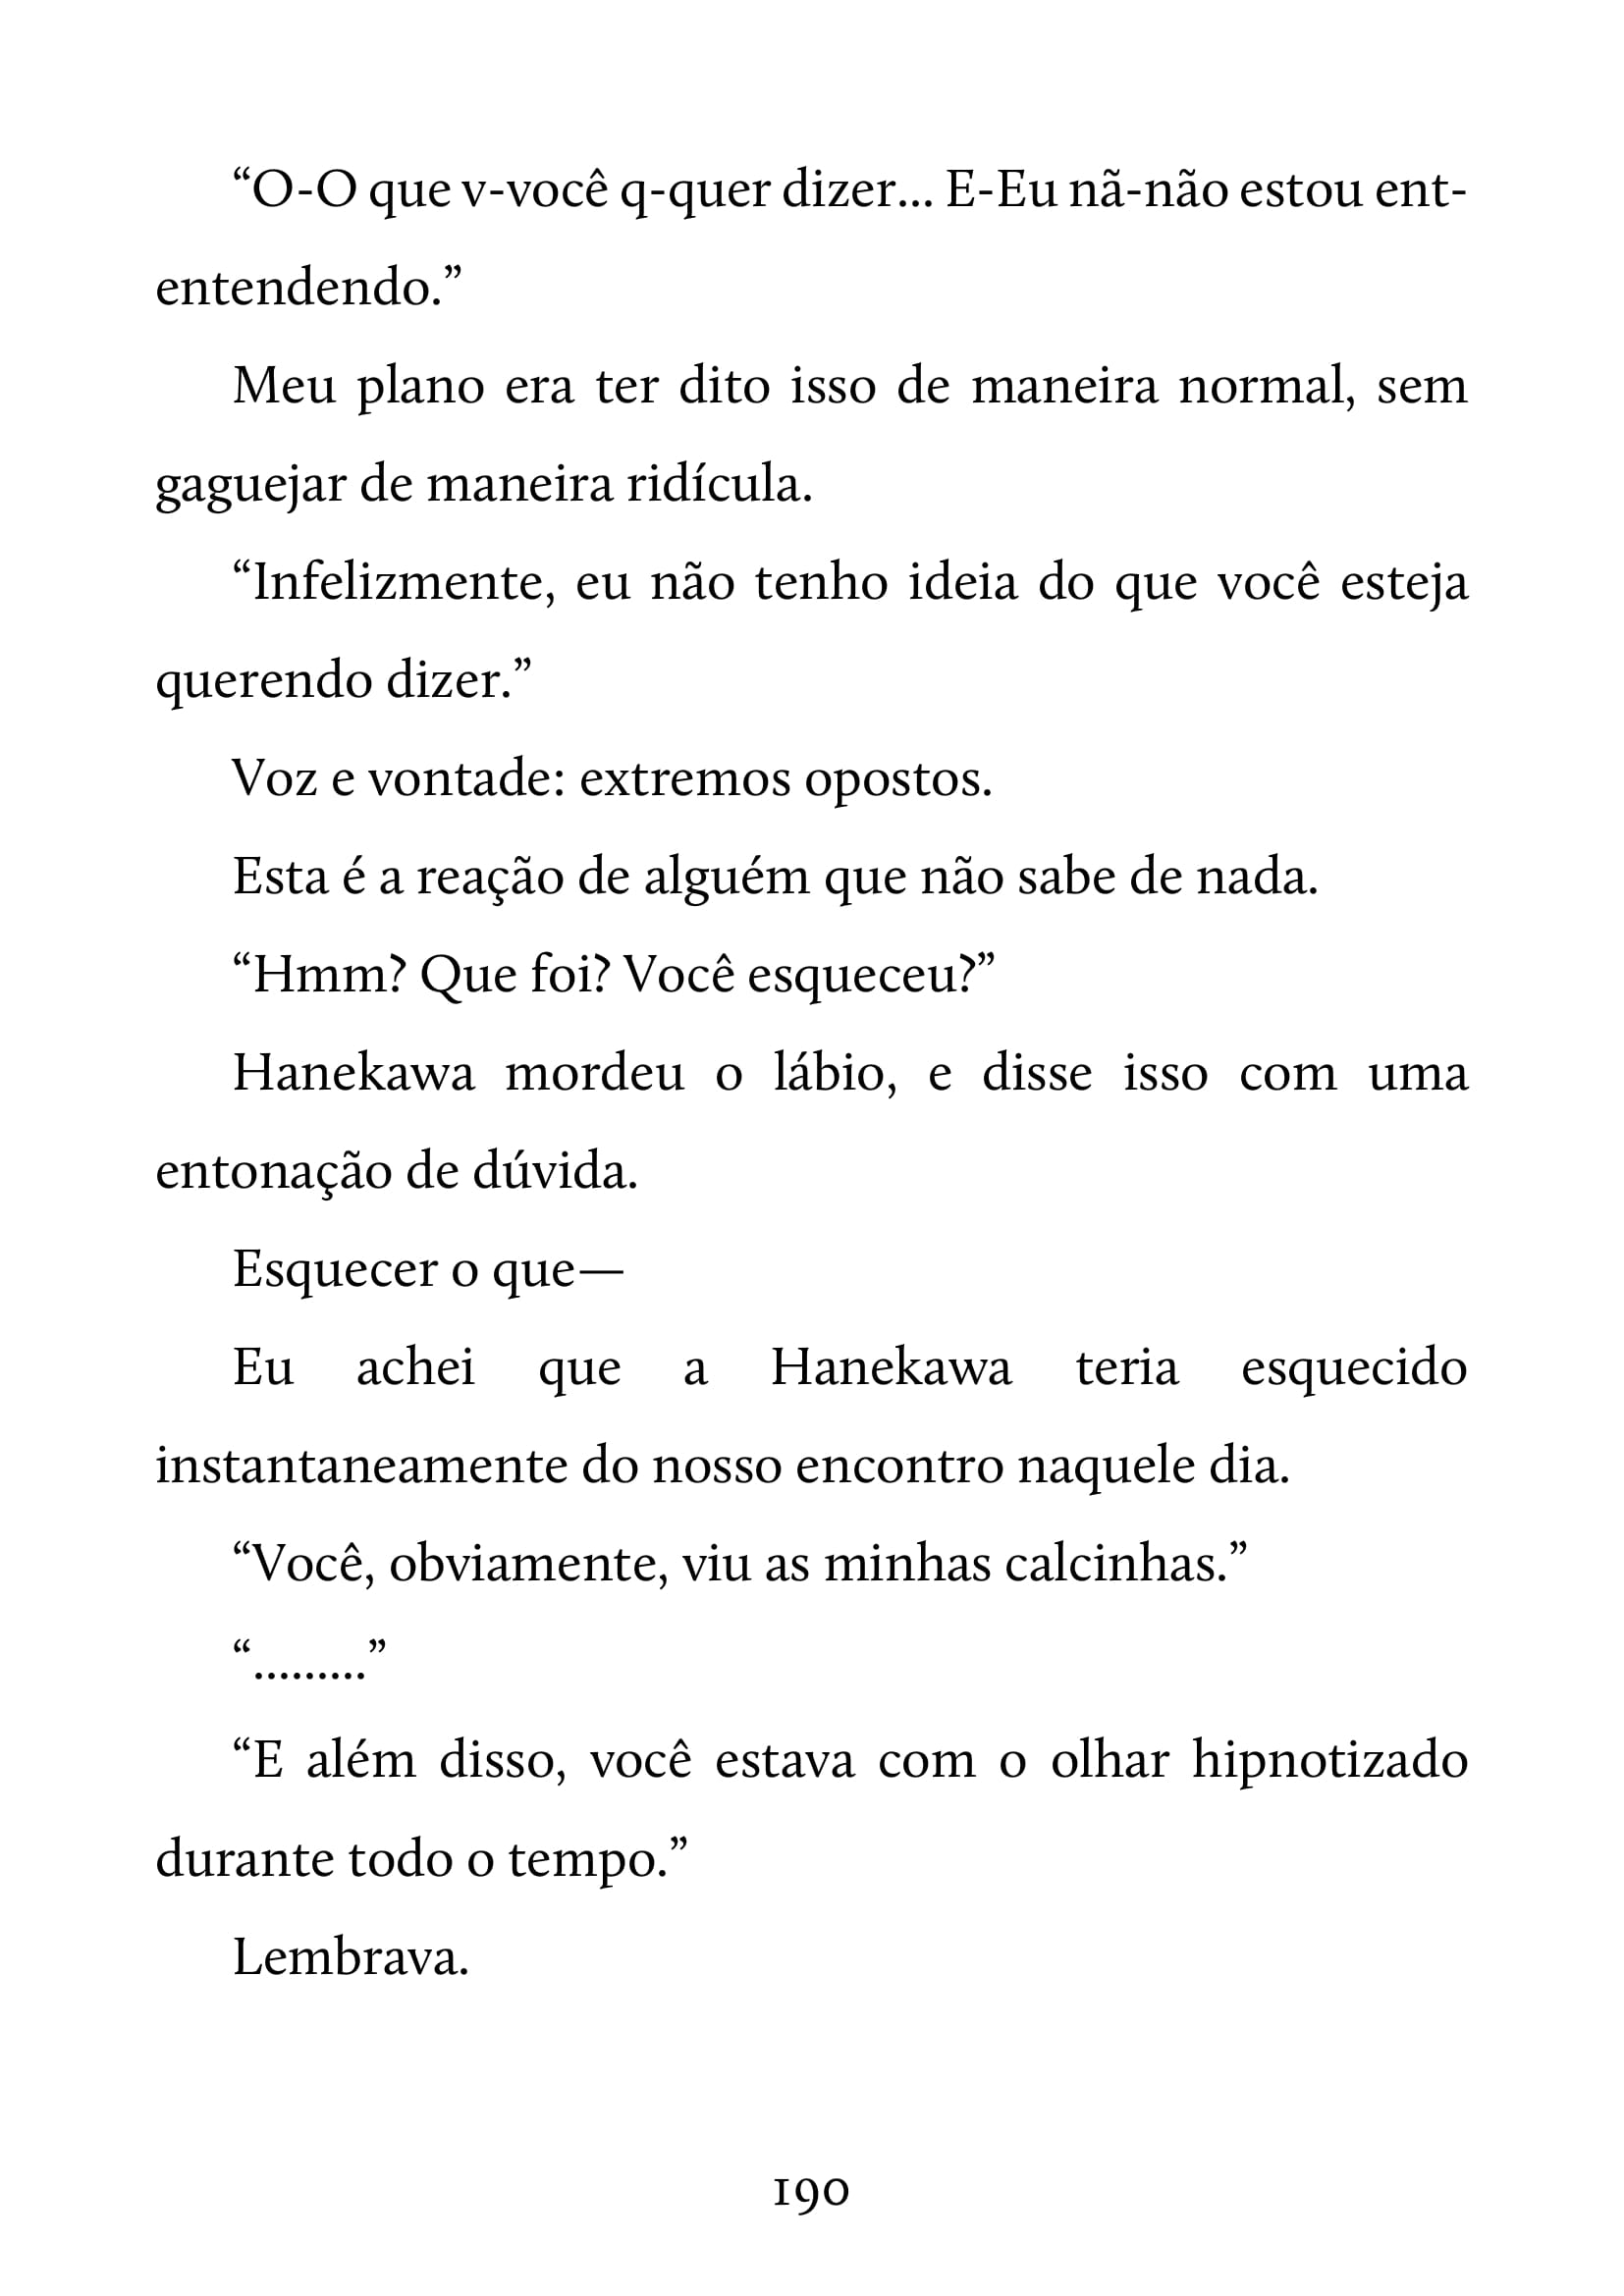 “O-O que v-você q-quer dizer... E-Eu nã-não estou ent-
entendendo.”
Meu plano era ter dito isso de maneira normal, sem
gaguejar de maneira ridícula.
“Infelizmente, eu não tenho ideia do que você esteja
querendo dizer.”
Voz e vontade: extremos opostos.
Esta é a reação de alguém que não sabe de nada.
“Hmm? Que foi? Você esqueceu?”
Hanekawa mordeu o lábio, e disse isso com uma
entonação de dúvida.
Esquecer o que—
Eu achei que a Hanekawa teria esquecido
instantaneamente do nosso encontro naquele dia.
“Você, obviamente, viu as minhas calcinhas.”
“.........”
“E além disso, você estava com o olhar hipnotizado
durante todo o tempo.”
Lembrava.
190